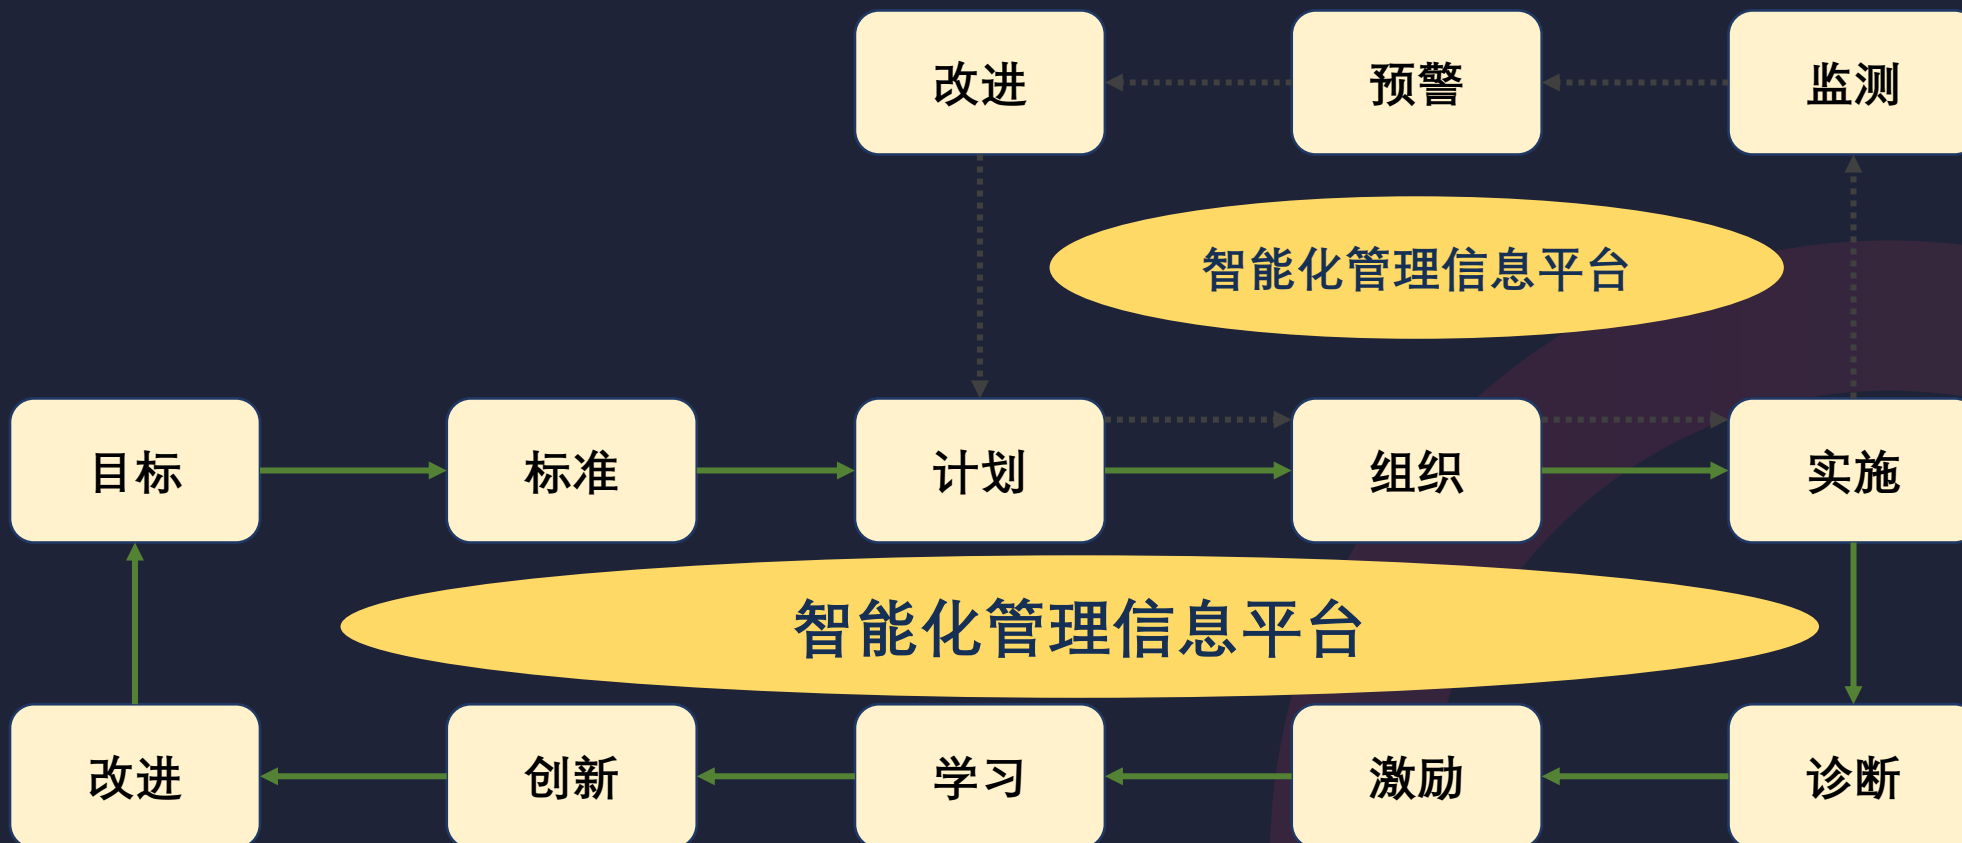 改进
预警
监测
智能化管理信息平台
目标
标准
计划
组织
实施
智能化管理信息平台
改进
创新
学习
激励
诊断